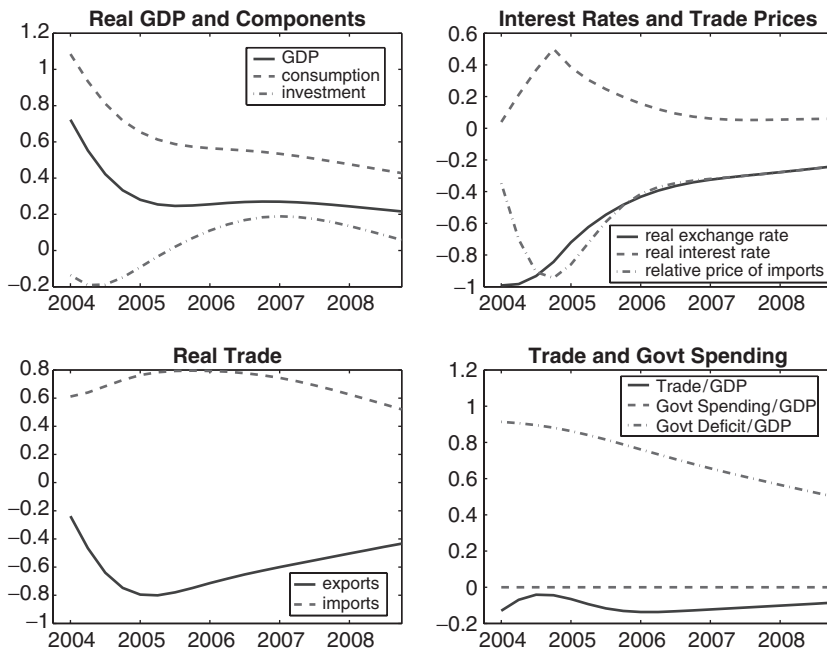 Real GDP and Components
1.2
1
0.8
0.6
0.4
0.2
0
−0.2
2004 2005 2006 2007 2008
GDP
consumption
investment
Interest Rates and Trade Prices
0.6
0.4
0.2
0
−0.2
−0.4
−0.6
−0.8
−1
2004 2005 2006 2007 2008
real exchange rate
real interest rate
relative price of imports
Real Trade
0.8
0.6
0.4
0.2
0
−0.2
−0.4
−0.6
−0.8
−1
2004 2005 2006 2007 2008
exports
imports
Trade and Govt Spending
1.2
1
0.8
0.6
0.4
0.2
0
−0.2
2004 2005 2006 2007 2008
Trade/GDP
Govt Spending/GDP
Govt Deficit/GDP